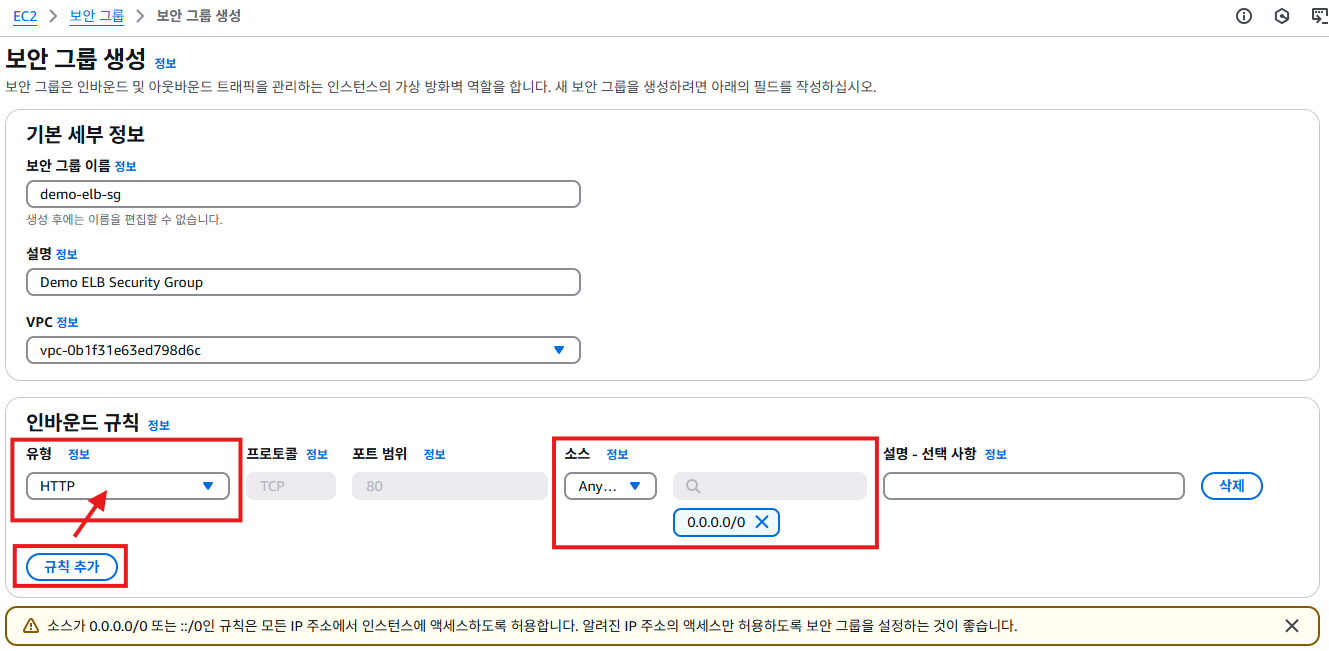 EC2 > 보안 그룹 > 보안 그룹 생성
보안 그룹 생성 정보
보안 그룹은 인바운드 및 아웃바운드 트래픽을 관리하는 인스턴스의 가상 방화벽 역할을 합니다. 새 보안 그룹을 생성하려면 아래의 필드를 작성하십시오.
기본 세부 정보
보안 그룹 이름 정보
demo-elb-sg
생성 후에는 이름을 편집할 수 없습니다.
설명 정보
Demo ELB Security Group
VPC 정보
vpc-0b1f31e63ed798d6c
인바운드 규칙 정보
유형 정보 프로토콜 정보 포트 범위 정보 소스 정보 설명 - 선택 사항 정보
HTTP TCP 80 Any... 삭제
0.0.0.0/0
규칙 추가
소스가 0.0.0.0/0 또는 ::/0인 규칙은 모든 IP 주소에서 인스턴스에 액세스하도록 허용합니다. 알려진 IP 주소의 액세스만 허용하도록 보안 그룹을 설정하는 것이 좋습니다.